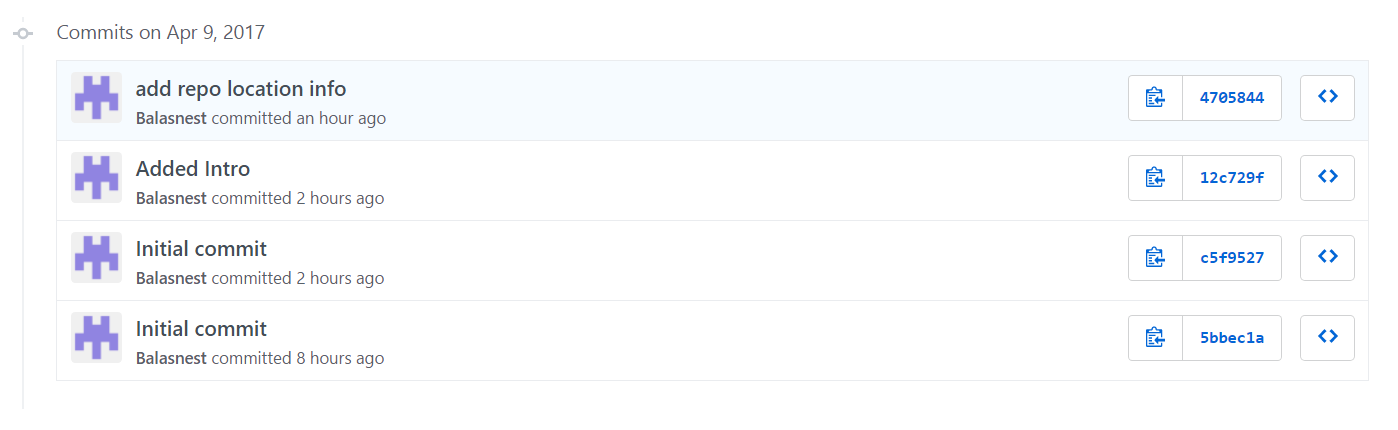 Commits on Apr 9, 2017
add repo location info
Balasnest committed an hour ago
4705844
Added Intro
Balasnest committed 2 hours ago
12c729f
Initial commit
Balasnest committed 2 hours ago
c5f9527
Initial commit
Balasnest committed 8 hours ago
5bbec1a